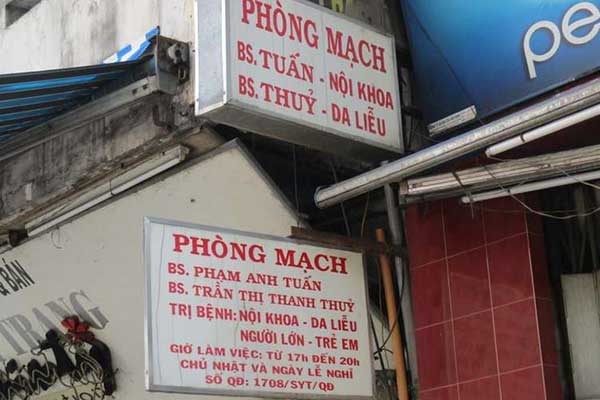 PHÒNG MẠCH
BS. TUẤN - NỘI KHOA
BS. THUỶ - DA LIỄU
pe
PHÒNG MẠCH
BS. PHẠM ANH TUẤN
BS. TRẦN THỊ THANH THUỶ
TRỊ BỆNH: NỘI KHOA - DA LIỄU
NGƯỜI LỚN - TRẺ EM
GIỜ LÀM VIỆC: TỪ 17h ĐẾN 20h
CHỦ NHẬT VÀ NGÀY LỄ NGHỈ
SỐ QĐ: 1708/SYT/QĐ
BÁN
TRANG